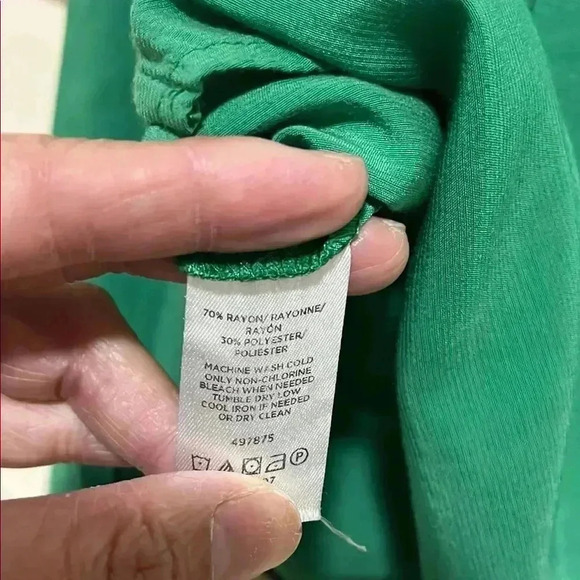 70% RAYON/ RAYONNE/
RAYÓN
30% POLYESTER/
POLIESTER
MACHINE WASH COLD
ONLY NON-CHLORINE
BLEACH WHEN NEEDED
TUMBLE DRY LOW
COOL IRON IF NEEDED
OR DRY CLEAN
497875
P